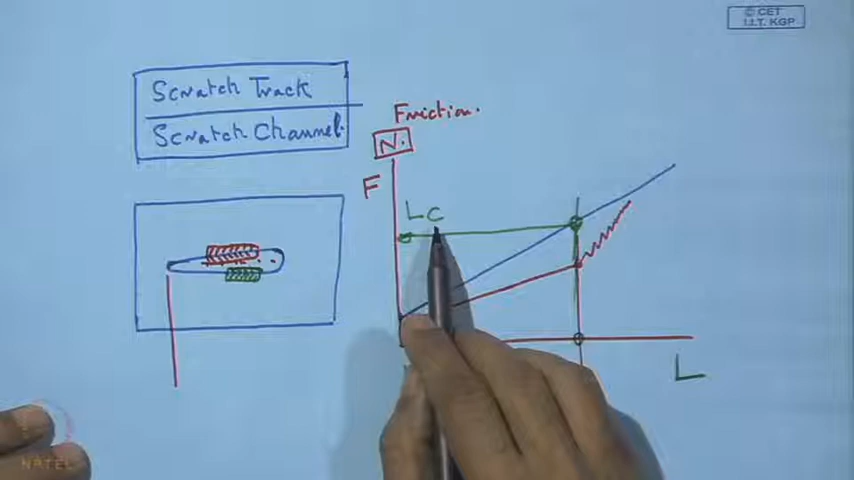 © CET
I.I.T. KGP
Scratch Track
Scratch Channel.
Friction.
N.
F
LC
L
NPTEL